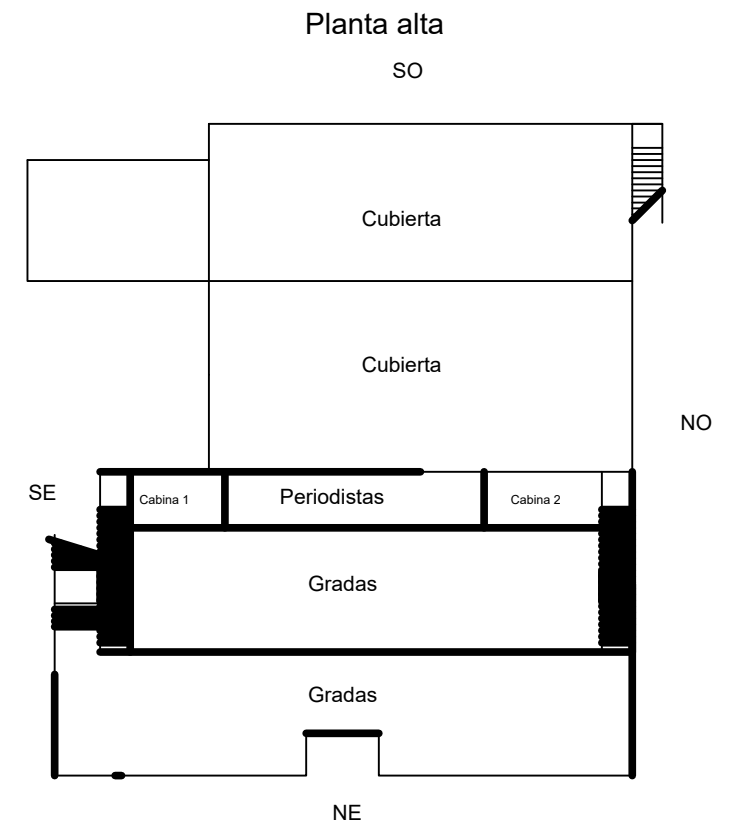 Planta alta
SO
Cubierta
Cubierta
NO
SE
Cabina 1
Periodistas
Cabina 2
Gradas
Gradas
NE